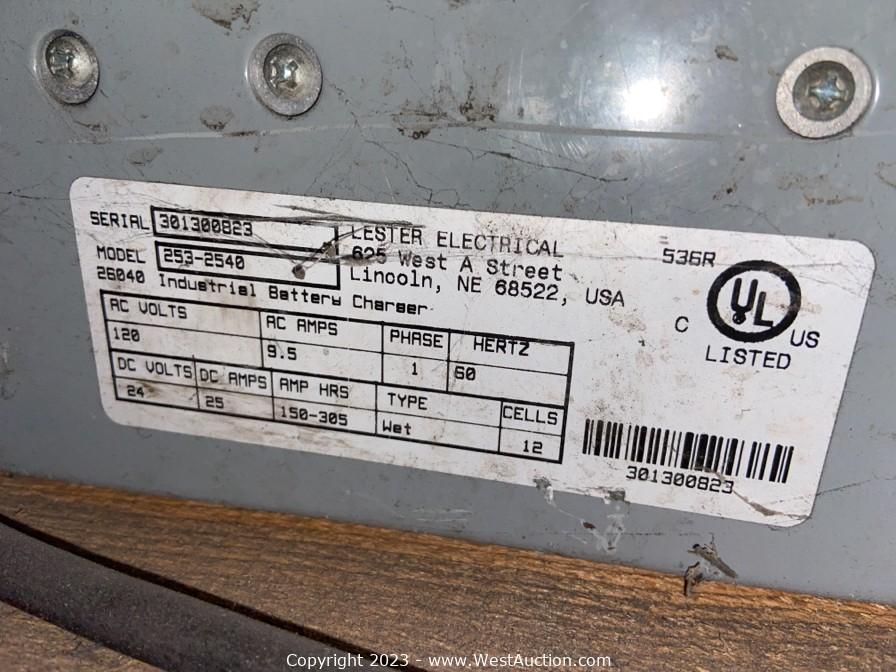 SERIAL 301300823
MODEL 253-2540
26040 Industrial Battery Charger
LESTER ELECTRICAL
625 West A Street
Lincoln, NE 68522, USA
536R
C UL US
LISTED
AC VOLTS AC AMPS PHASE HERTZ
120 9.5 1 60
DC VOLTS DC AMPS AMP HRS TYPE CELLS
24 25 150-305 Wet 12
301300823
Copyright 2023 - www.WestAuction.com